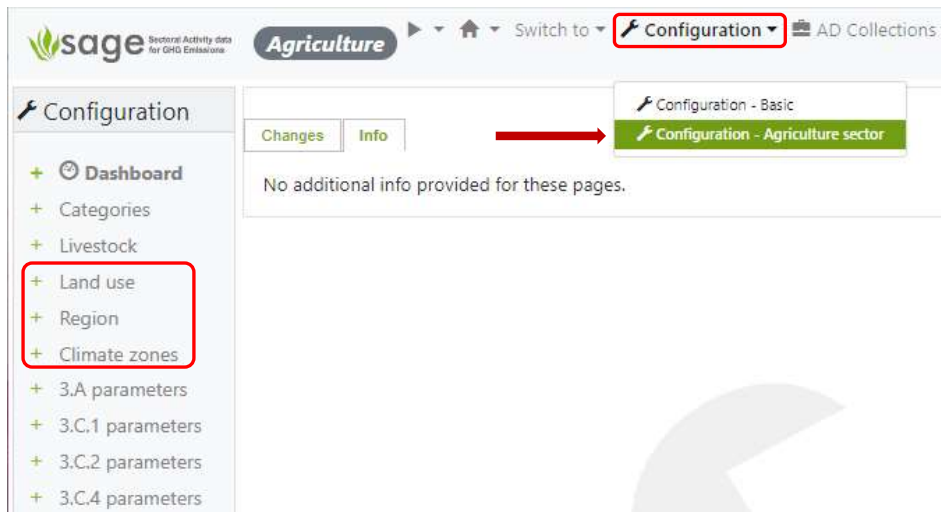 sage Sectoral Activity data
for GHG Emissions
Agriculture
Switch to
Configuration
AD Collections
Configuration - Basic
Configuration - Agriculture sector
Configuration
Dashboard
Categories
Livestock
Land use
Region
Climate zones
3.A parameters
3.C.1 parameters
3.C.2 parameters
3.C.4 parameters
Changes
Info
No additional info provided for these pages.